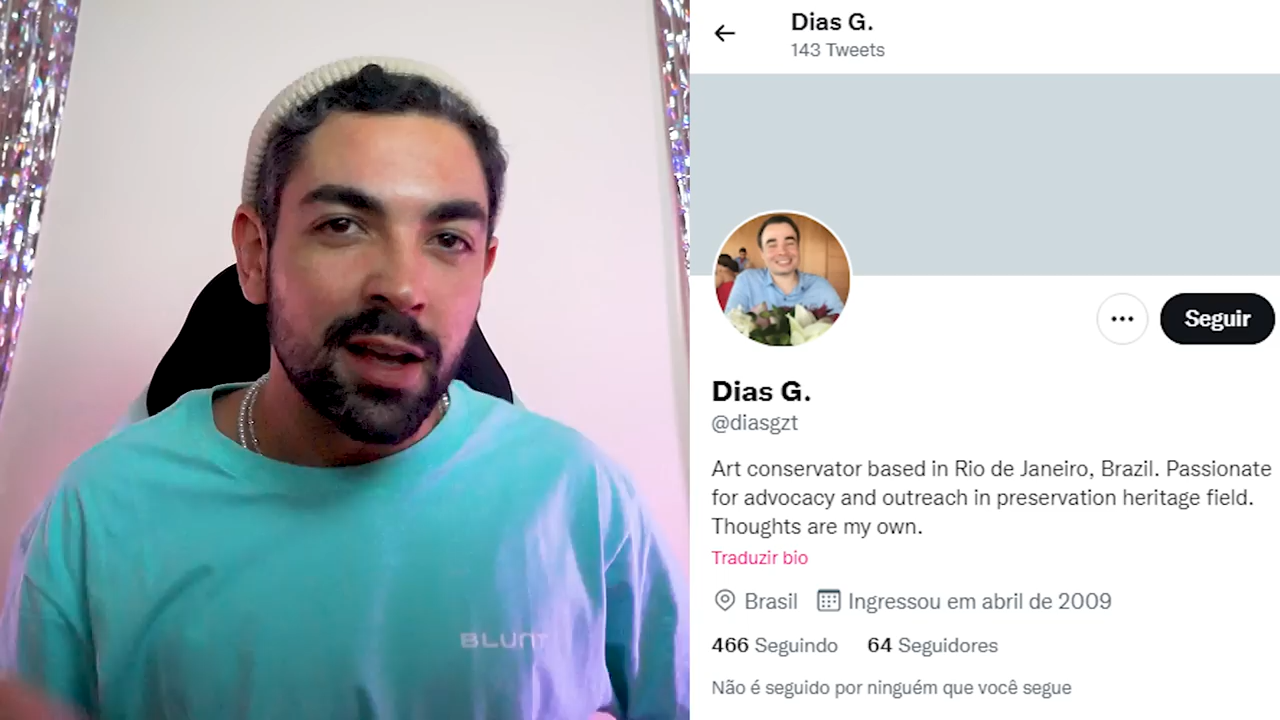 Dias G.
143 Tweets
Seguir
Dias G.
@diasgzt
Art conservator based in Rio de Janeiro, Brazil. Passionate
for advocacy and outreach in preservation heritage field.
Thoughts are my own.
Traduzir bio
Brasil Ingressou em abril de 2009
466 Seguindo 64 Seguidores
Não é seguido por ninguém que você segue
BLUNT